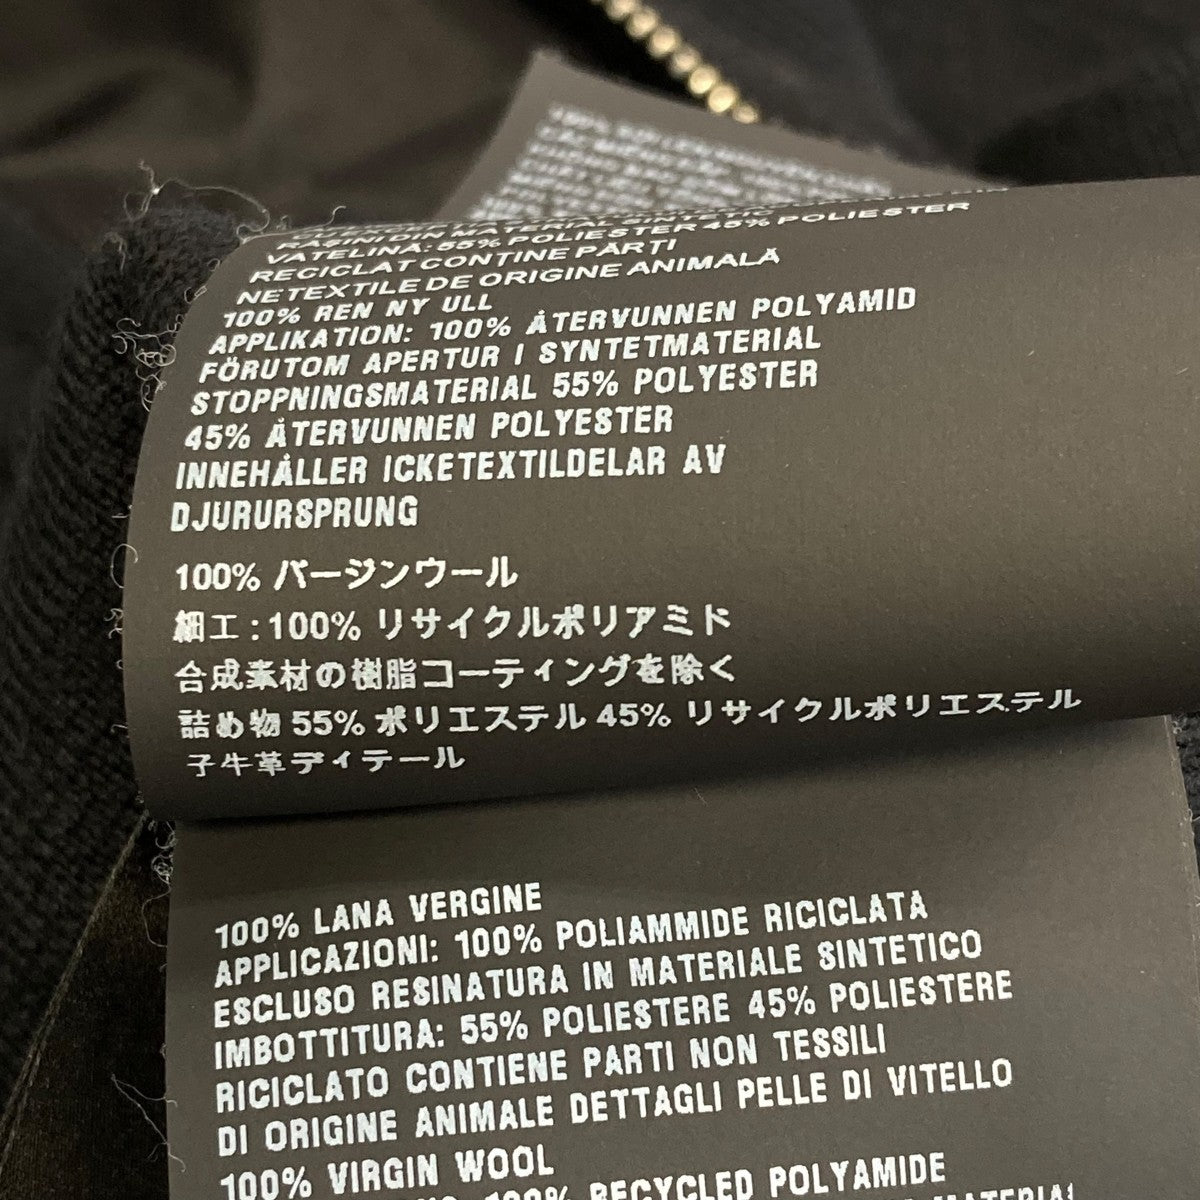 RĂŞINI DIN MATERIAL SINTETIC
VATELINĂ: 55% POLIESTER 45% POLIESTER
RECICLAT CONTINE PĂRTI
NETEXTILE DE ORIGINE ANIMALĂ
100% REN NY ULL
APPLIKATION: 100% ÅTERVUNNEN POLYAMID
FÖRUTOM APERTUR I SYNTETMATERIAL
STOPPNINGSMATERIAL 55% POLYESTER
45% ÅTERVUNNEN POLYESTER
INNEHÅLLER ICKETEXTILDELAR AV
DJURURSPRUNG
100% バージンウール
細工:100% リサイクルポリアミド
合成素材の樹脂コーティングを除く
詰め物 55% ポリエステル 45% リサイクルポリエステル
子牛革ディテール
100% LANA VERGINE
APPLICAZIONI: 100% POLIAMMIDE RICICLATA
ESCLUSO RESINATURA IN MATERIALE SINTETICO
IMBOTTITURA: 55% POLIESTERE 45% POLIESTERE
RICICLATO CONTIENE PARTI NON TESSILI
DI ORIGINE ANIMALE DETTAGLI PELLE DI VITELLO
100% VIRGIN WOOL
100% RECYCLED POLYAMIDE
MATERIAL